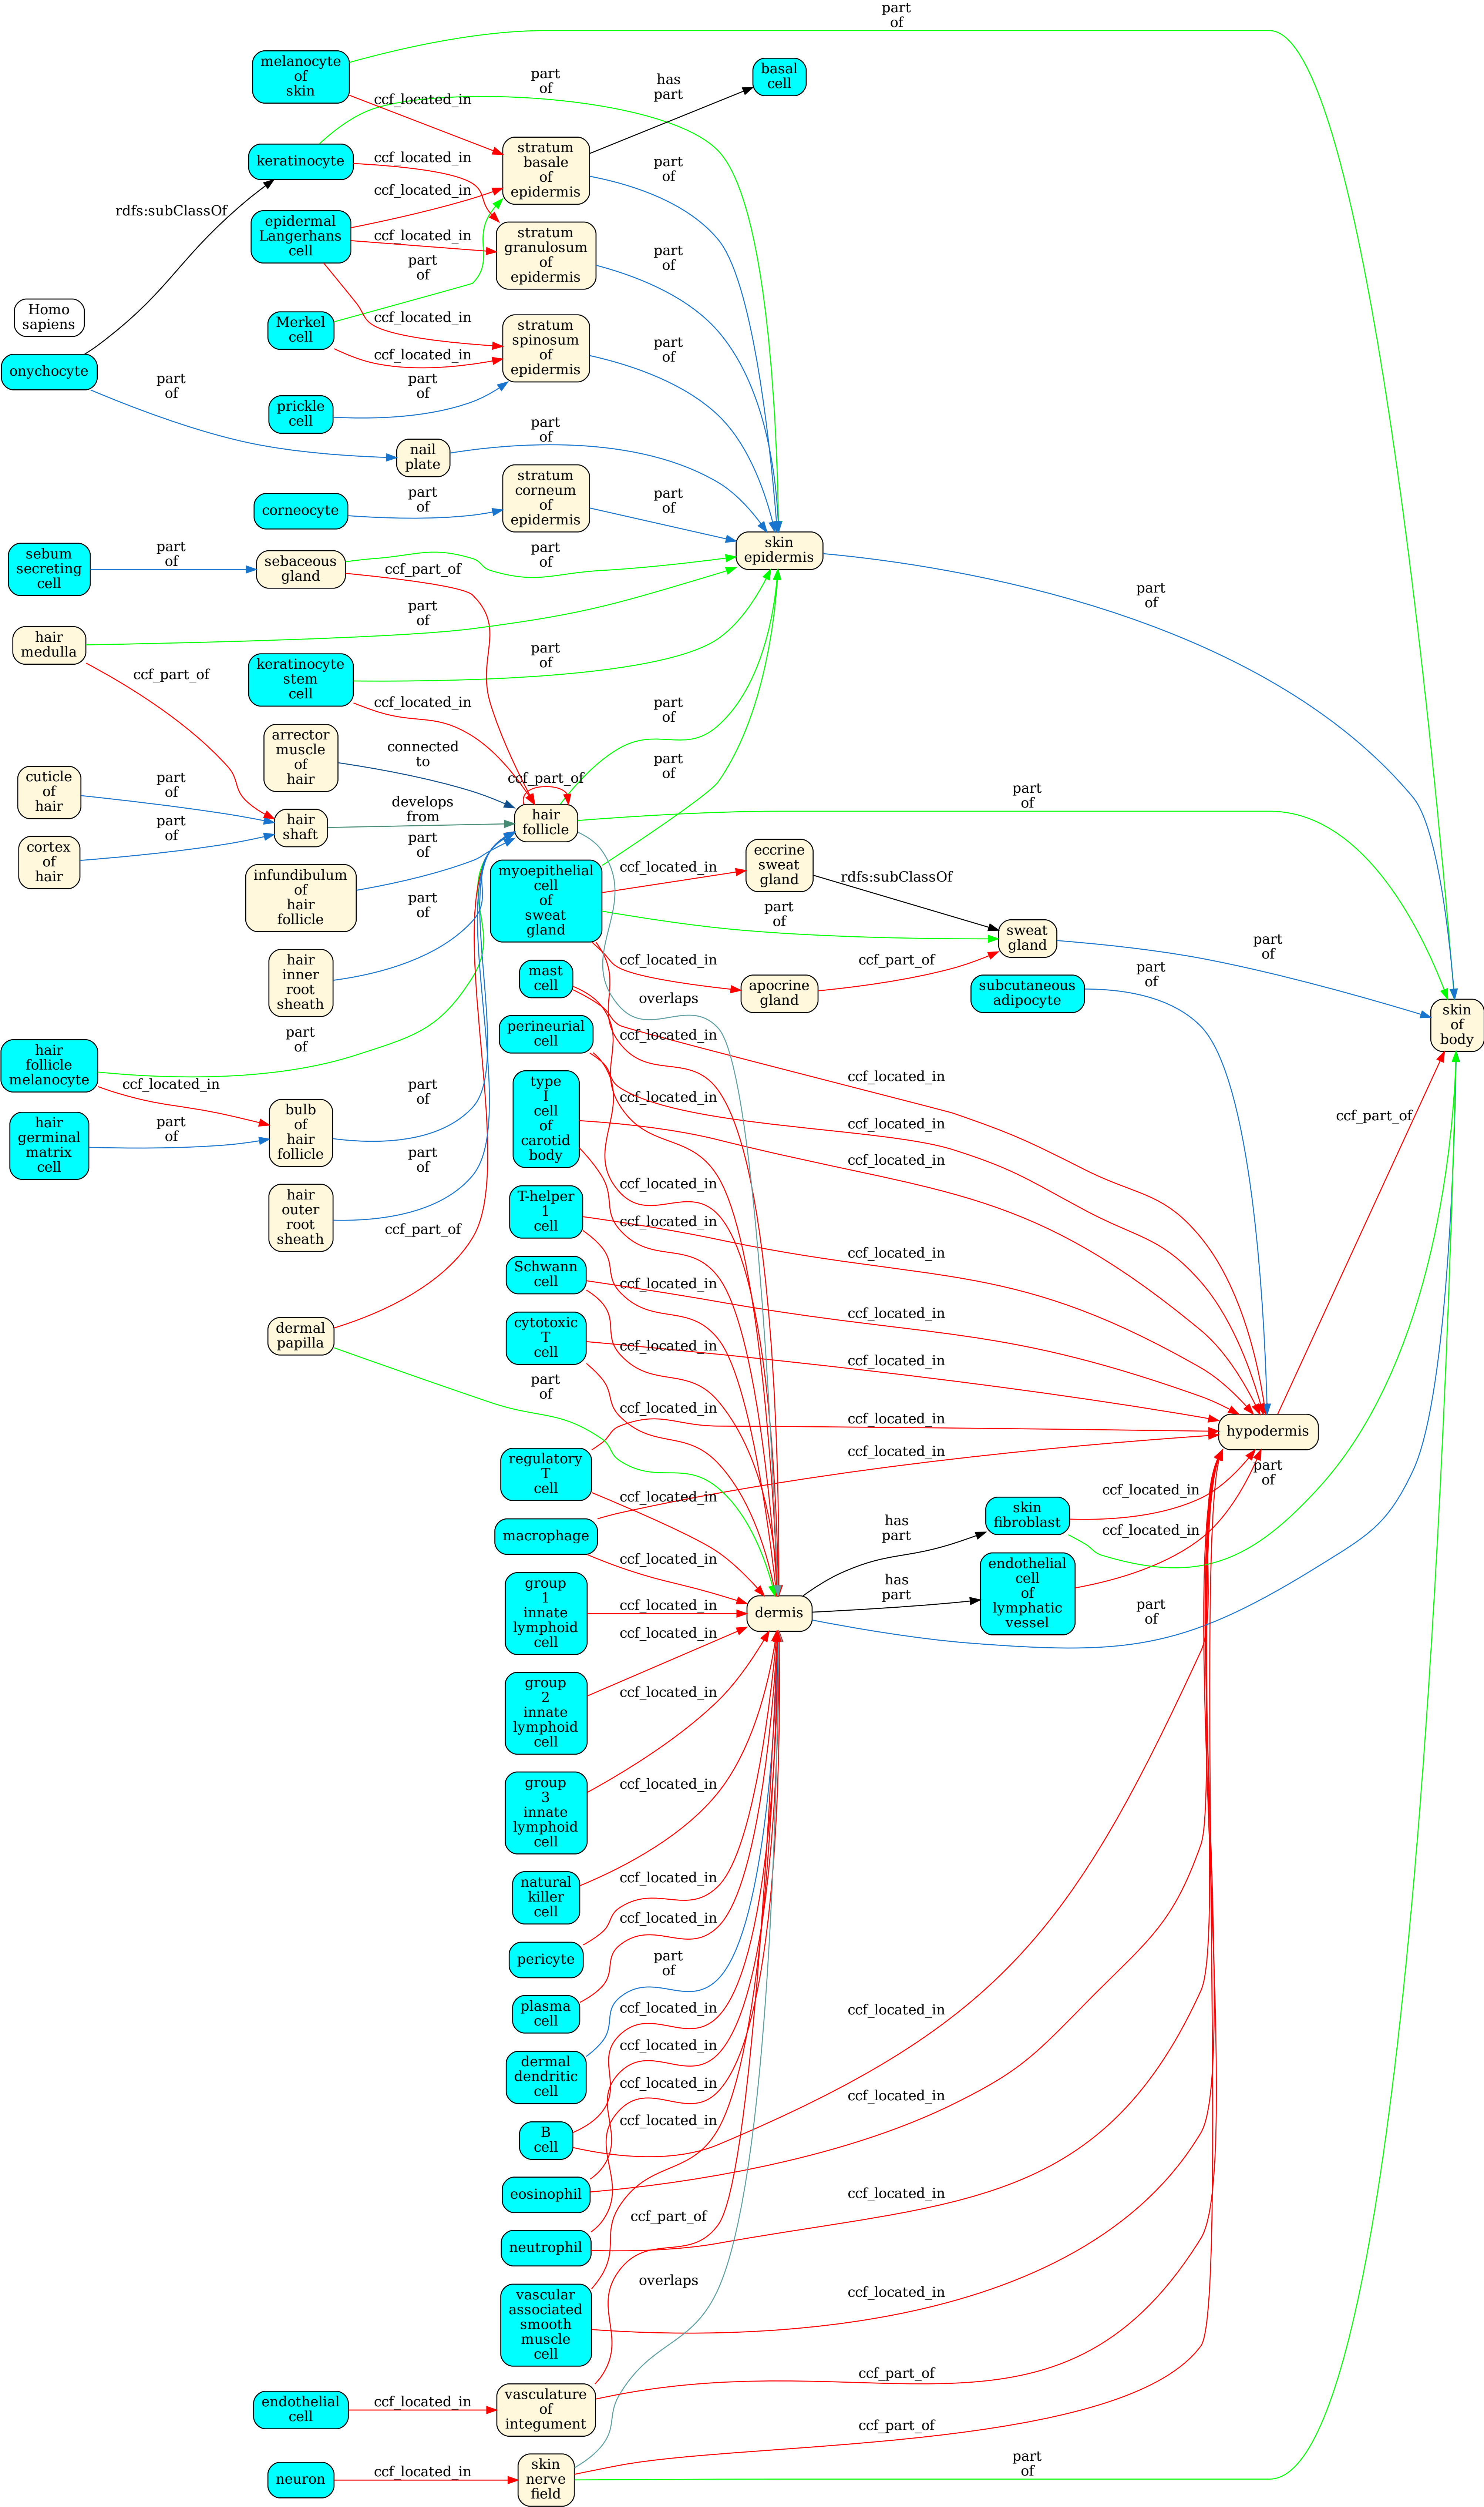 part
of
melanocyte
of
skin
basal
cell
has
part
part
of
ccf_located_in
keratinocyte
ccf_located_in
stratum
basale
of
epidermis
part
of
rdfs:subClassOf
ccf_located_in
epidermal
Langerhans
cell
ccf_located_in
stratum
granulosum
of
epidermis
part
of
part
of
Homo
sapiens
Merkel
cell
ccf_located_in
stratum
spinosum
of
epidermis
part
of
ccf_located_in
onychocyte
part
of
prickle
cell
part
of
nail
plate
part
of
corneocyte
part
of
stratum
corneum
of
epidermis
part
of
skin
epidermis
sebum
secreting
cell
part
of
sebaceous
gland
part
of
ccf_part_of
part
of
hair
medulla
part
of
ccf_part_of
keratinocyte
stem
cell
part
of
ccf_located_in
part
of
arrector
muscle
of
hair
connected
to
part
of
ccf_part_of
cuticle
of
hair
part
of
hair
shaft
develops
from
hair
follicle
part
of
cortex
of
hair
part
of
infundibulum
of
hair
follicle
part
of
myoepithelial
cell
of
sweat
gland
ccf_located_in
eccrine
sweat
gland
rdfs:subClassOf
part
of
sweat
gland
part
of
part
of
hair
inner
root
sheath
mast
cell
ccf_located_in
apocrine
gland
ccf_part_of
subcutaneous
adipocyte
part
of
skin
of
body
overlaps
perineurial
cell
ccf_located_in
part
of
hair
follicle
melanocyte
ccf_located_in
type
I
cell
of
carotid
body
ccf_located_in
ccf_located_in
ccf_located_in
ccf_located_in
ccf_part_of
hair
germinal
matrix
cell
part
of
bulb
of
hair
follicle
part
of
part
of
hair
outer
root
sheath
ccf_part_of
T-helper
1
cell
ccf_located_in
ccf_located_in
ccf_located_in
Schwann
cell
ccf_located_in
ccf_located_in
cytotoxic
T
cell
ccf_located_in
ccf_located_in
dermal
papilla
part
of
ccf_located_in
ccf_located_in
hypodermis
regulatory
T
cell
ccf_located_in
ccf_located_in
part
of
macrophage
ccf_located_in
has
part
skin
fibroblast
ccf_located_in
ccf_located_in
group
1
innate
lymphoid
cell
ccf_located_in
dermis
has
part
endothelial
cell
of
lymphatic
vessel
part
of
group
2
innate
lymphoid
cell
ccf_located_in
ccf_located_in
group
3
innate
lymphoid
cell
ccf_located_in
natural
killer
cell
ccf_located_in
pericyte
ccf_located_in
plasma
cell
part
of
dermal
dendritic
cell
ccf_located_in
ccf_located_in
B
cell
ccf_located_in
ccf_located_in
eosinophil
ccf_located_in
ccf_located_in
neutrophil
ccf_located_in
ccf_part_of
vascular
associated
smooth
muscle
cell
overlaps
ccf_located_in
endothelial
cell
ccf_located_in
vasculature
of
integument
ccf_part_of
neuron
ccf_located_in
skin
nerve
field
ccf_part_of
part
of